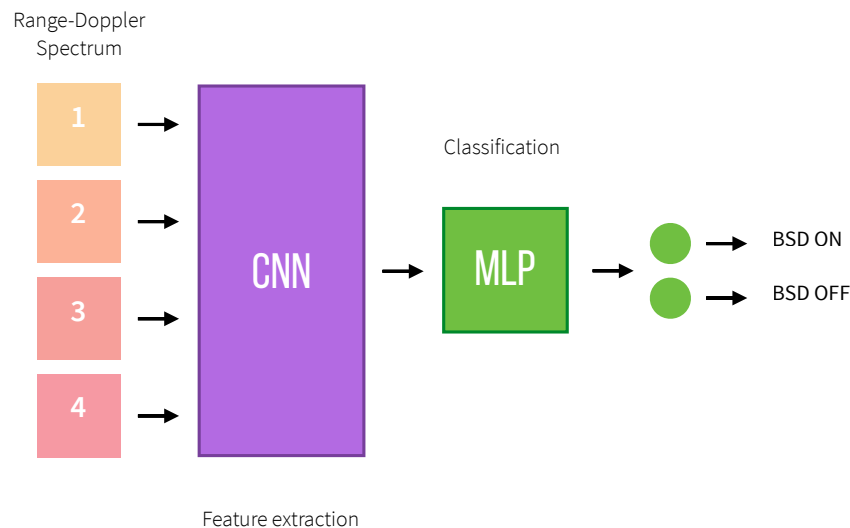 Range-Doppler
Spectrum
1
2
3
4
CNN
Feature extraction
Classification
MLP
BSD ON
BSD OFF